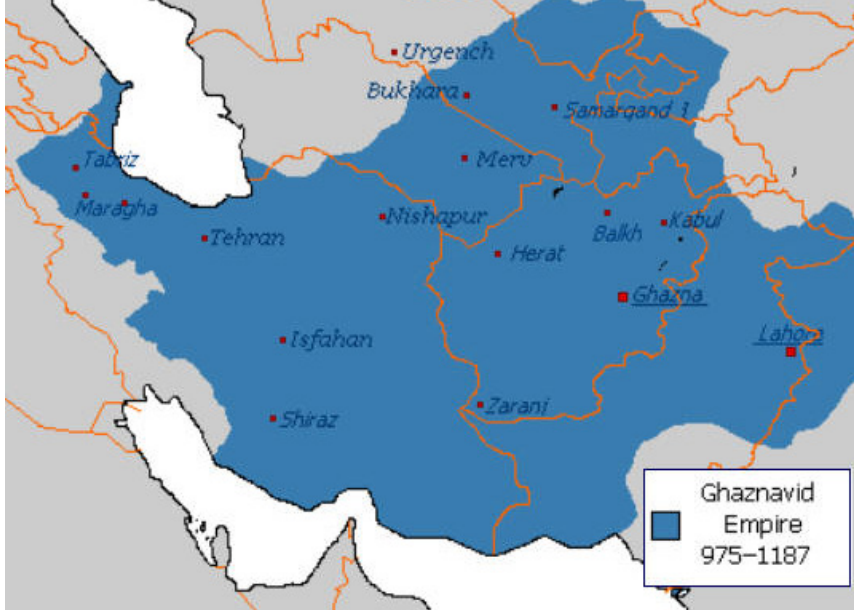 Urgench
Bukhara
Samarqand
Tabriz
Merv
Maragha
Nishapur
Tehran
Balkh
Kabul
Herat
Ghazna
Lahora
Isfahan
Zaranj
Shiraz
Ghaznavid
Empire
975-1187